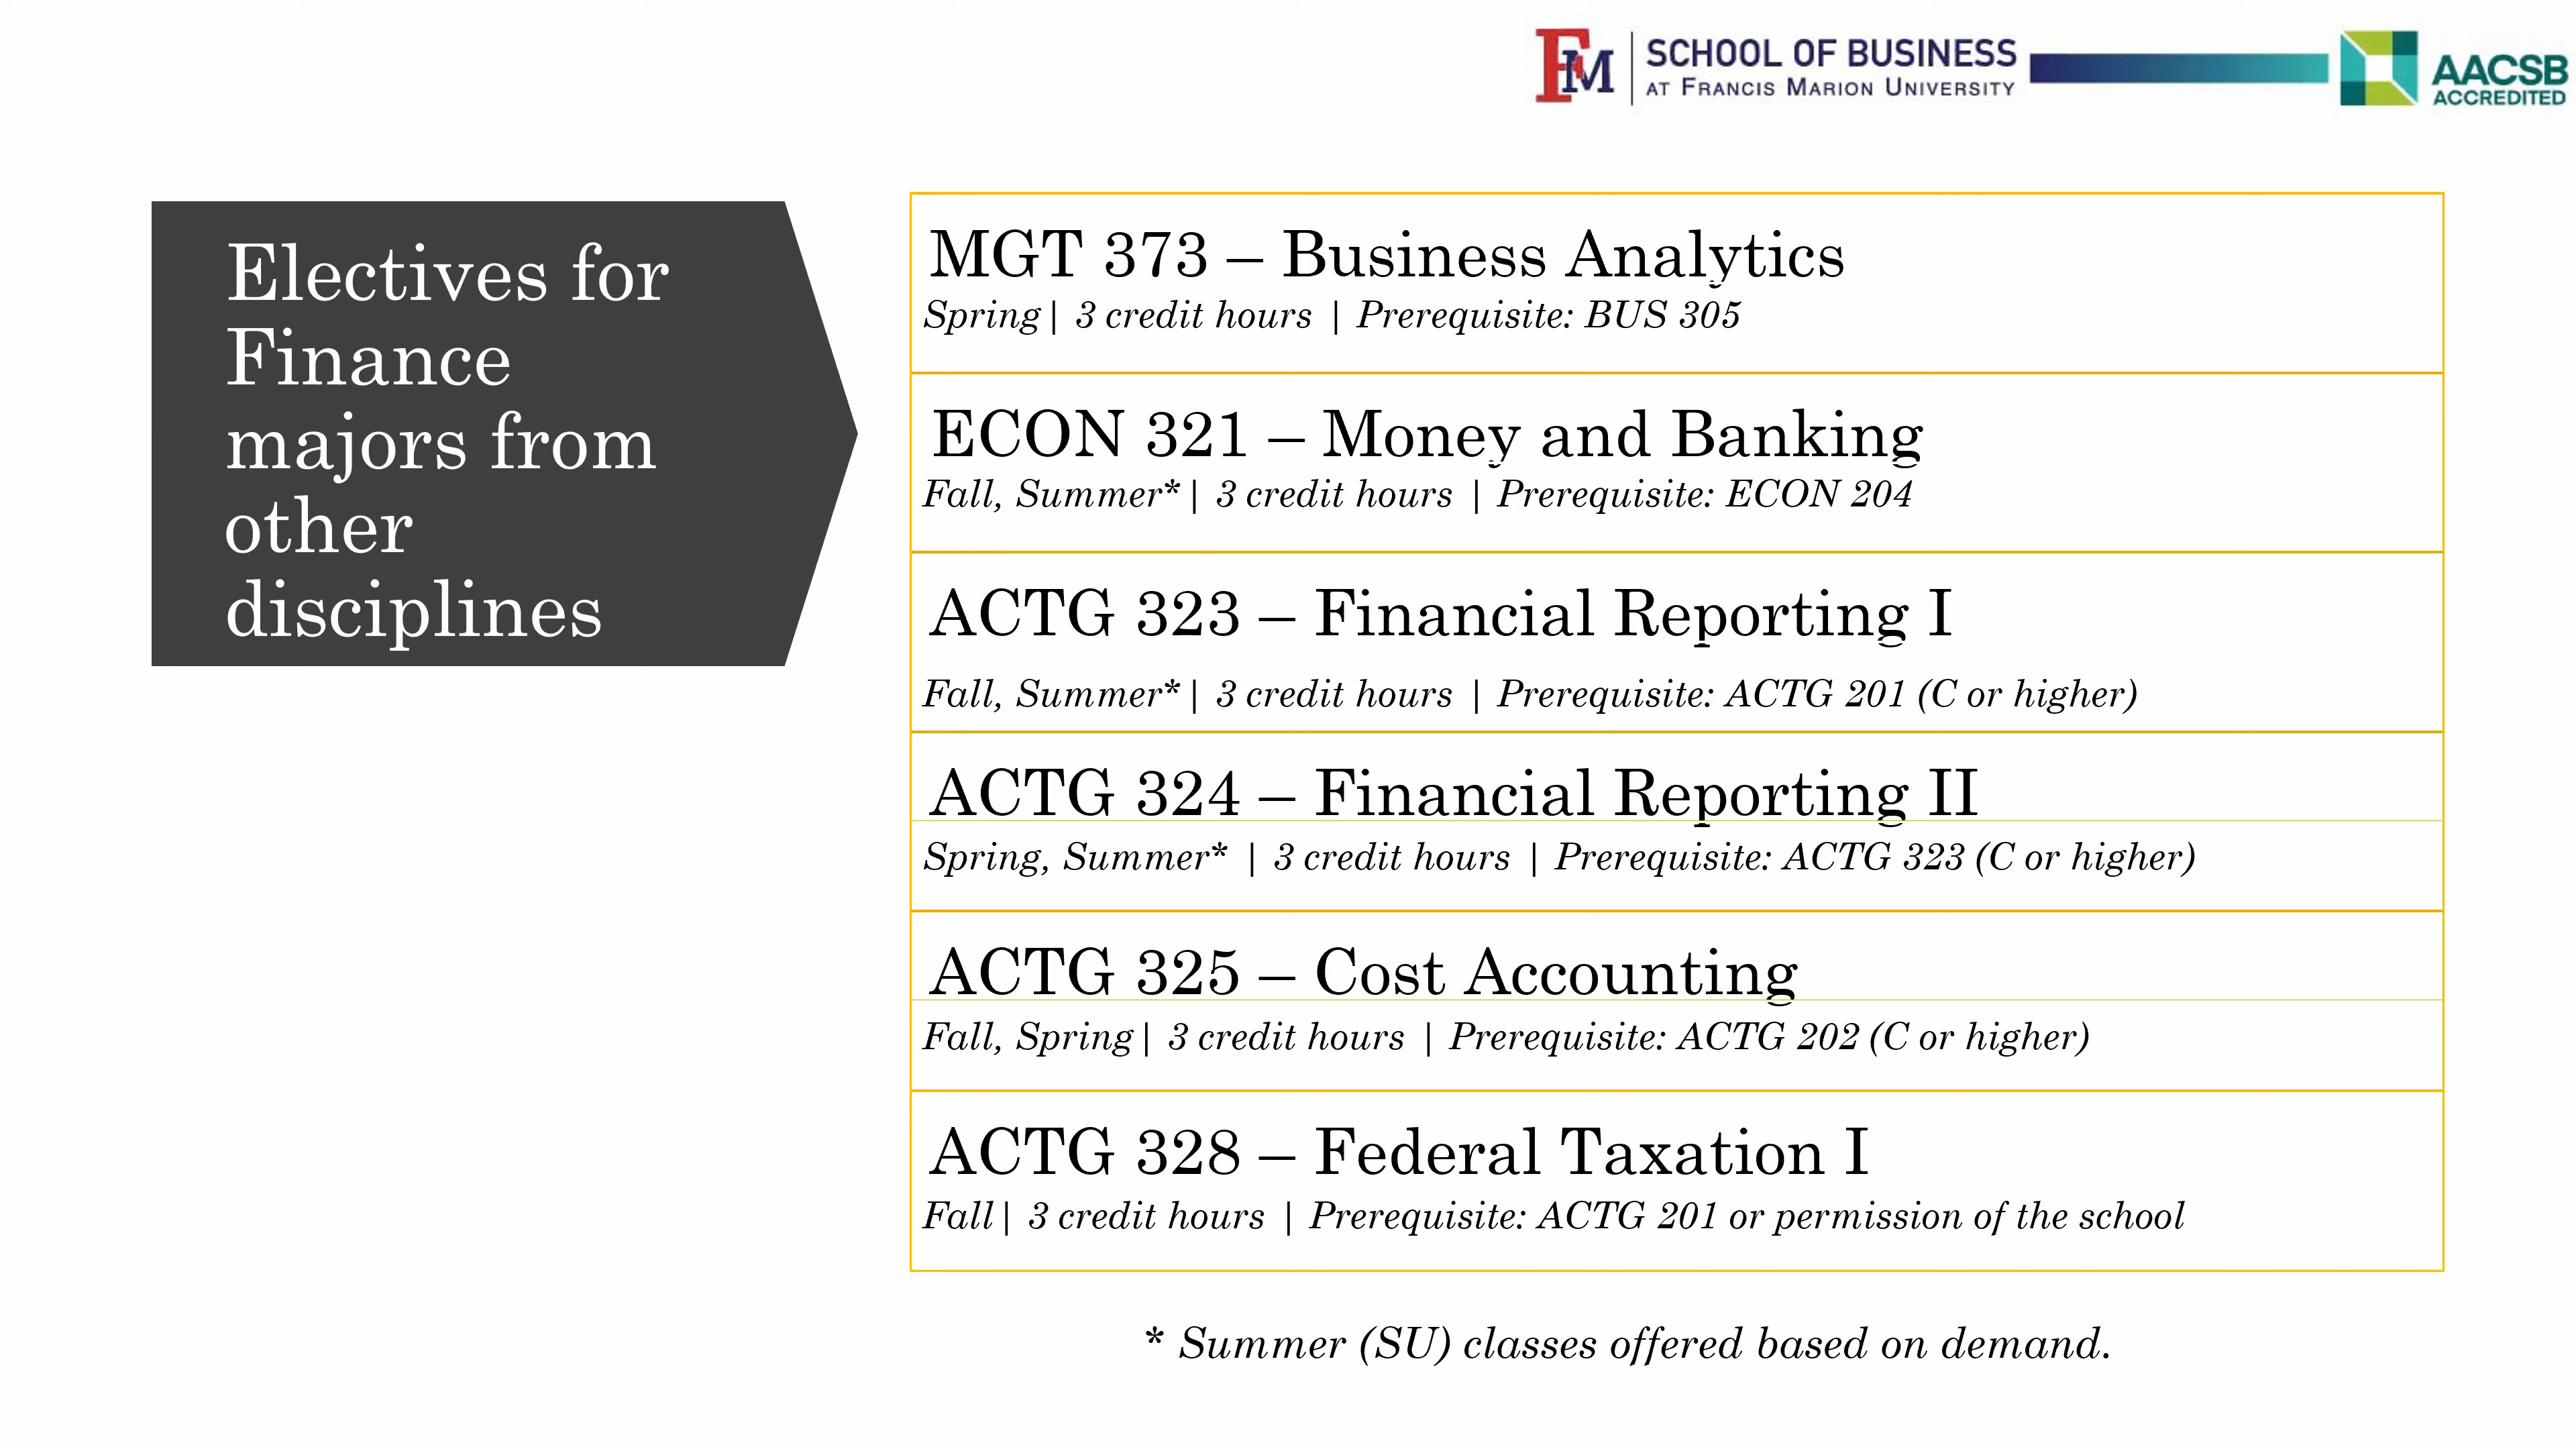 FM SCHOOL OF BUSINESS
AT FRANCIS MARION UNIVERSITY
AACSB
ACCREDITED
Electives for
Finance
majors from
other
disciplines
MGT 373 – Business Analytics
Spring| 3 credit hours | Prerequisite: BUS 305
ECON 321 – Money and Banking
Fall, Summer*| 3 credit hours | Prerequisite: ECON 204
ACTG 323 – Financial Reporting I
Fall, Summer*| 3 credit hours | Prerequisite: ACTG 201 (C or higher)
ACTG 324 – Financial Reporting II
Spring, Summer* | 3 credit hours | Prerequisite: ACTG 323 (C or higher)
ACTG 325 – Cost Accounting
Fall, Spring| 3 credit hours | Prerequisite: ACTG 202 (C or higher)
ACTG 328 – Federal Taxation I
Fall| 3 credit hours | Prerequisite: ACTG 201 or permission of the school
* Summer (SU) classes offered based on demand.